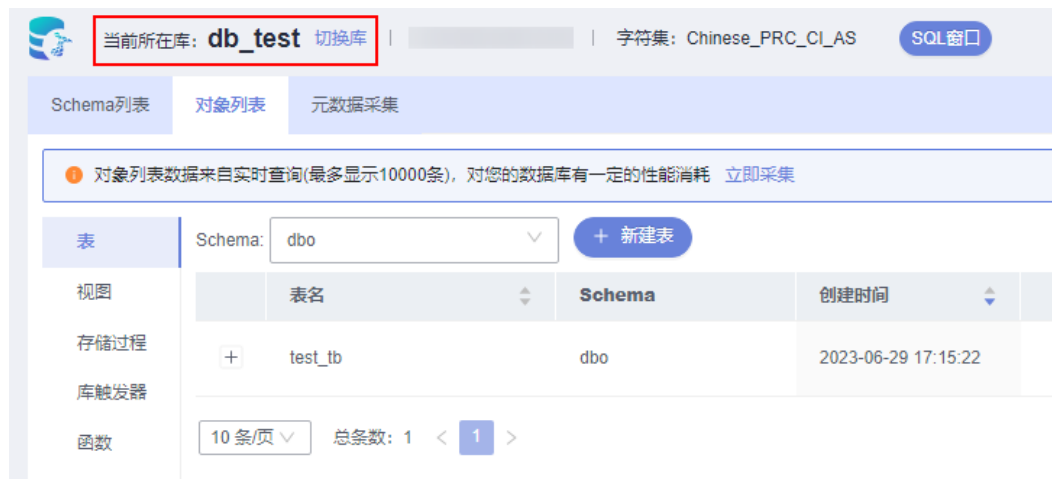 当前所在库: db_test 切换库 | | 字符集: Chinese_PRC_CI_AS SQL窗口
Schema列表 对象列表 元数据采集
对象列表数据来自实时查询(最多显示10000条), 对您的数据库有一定的性能消耗 立即采集
表 Schema: dbo + 新建表
视图 表名 Schema 创建时间
存储过程 + test_tb dbo 2023-06-29 17:15:22
库触发器
函数 10 条/页 总条数: 1 < 1 >